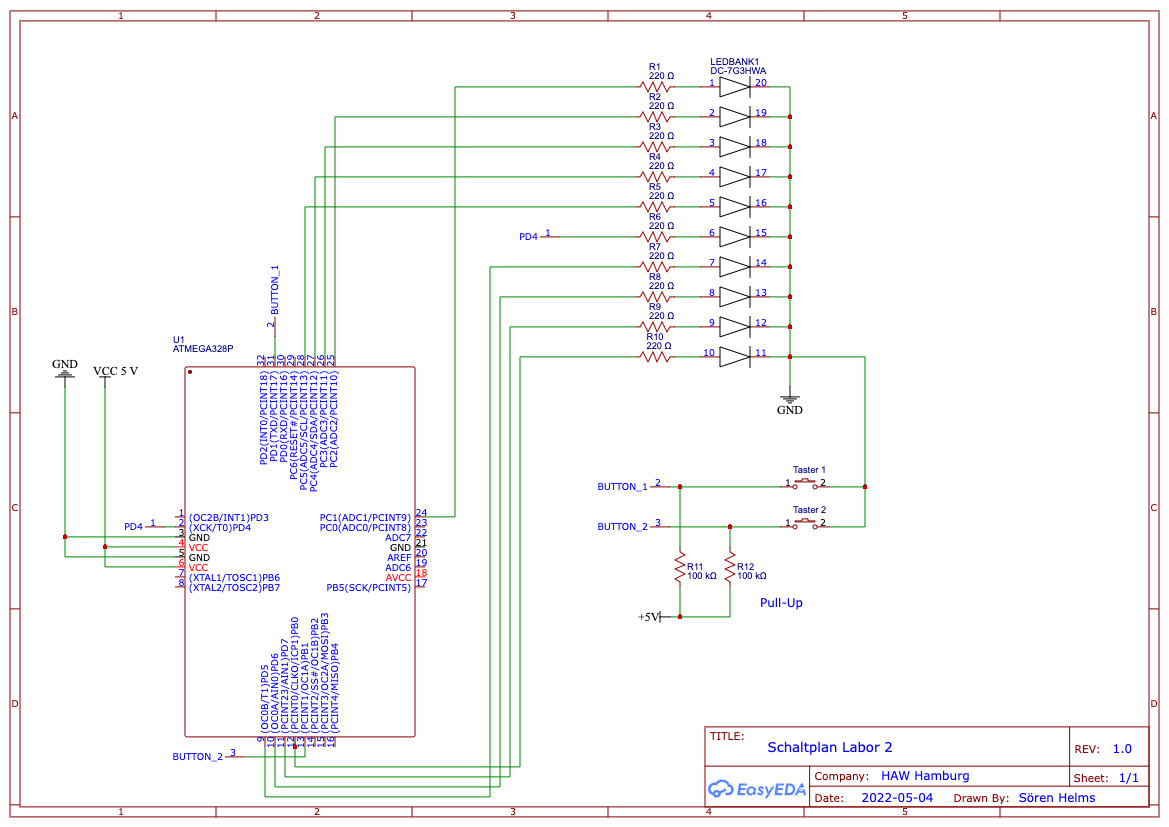 1 2 3 4 5
A A
B B
C C
D D
1 2 3 4 5
R1
220 Ω
R2
220 Ω
R3
220 Ω
R4
220 Ω
R5
220 Ω
R6
220 Ω
R7
220 Ω
R8
220 Ω
R9
220 Ω
R10
220 Ω
LEDBANK1
DC-7G3HWA
1 20
2 19
3 18
4 17
5 16
6 15
7 14
8 13
9 12
10 11
PD4 1
GND
2 BUTTON_1
U1
ATMEGA328P
GND
VCC 5 V
32 PD2(INT0/PCINT18)
31 PD1(TXD/PCINT17)
30 PD0(RXD/PCINT16)
29 PC6(RESET#/PCINT14)
28 PC5(ADC5/SCL/PCINT13)
27 PC4(ADC4/SDA/PCINT12)
26 PC3(ADC3/PCINT11)
25 PC2(ADC2/PCINT10)
PD4 1
1 (OC2B/INT1)PD3
2 (XCK/T0)PD4
3 GND
4 VCC
5 GND
6 VCC
7 (XTAL1/TOSC1)PB6
8 (XTAL2/TOSC2)PB7
PC1(ADC1/PCINT9) 24
PC0(ADC0/PCINT8) 23
ADC7 22
GND 21
AREF 20
ADC6 19
AVCC 18
PB5(SCK/PCINT5) 17
9 (OC0B/T1)PD5
10 (OC0A/AIN0)PD6
11 (PCINT23/AIN1)PD7
12 (PCINT0/CLKO/ICP1)PB0
13 (PCINT1/OC1A)PB1
14 (PCINT2/SS#/OC1B)PB2
15 (PCINT3/OC2A/MOSI)PB3
16 (PCINT4/MISO)PB4
BUTTON_2 3
Taster 1
BUTTON_1 2 1 2
Taster 2
BUTTON_2 3 1 2
R11
100 kΩ
R12
100 kΩ
Pull-Up
+5V
TITLE:
Schaltplan Labor 2
REV: 1.0
EasyEDA
Company: HAW Hamburg
Sheet: 1/1
Date: 2022-05-04 Drawn By: Sören Helms